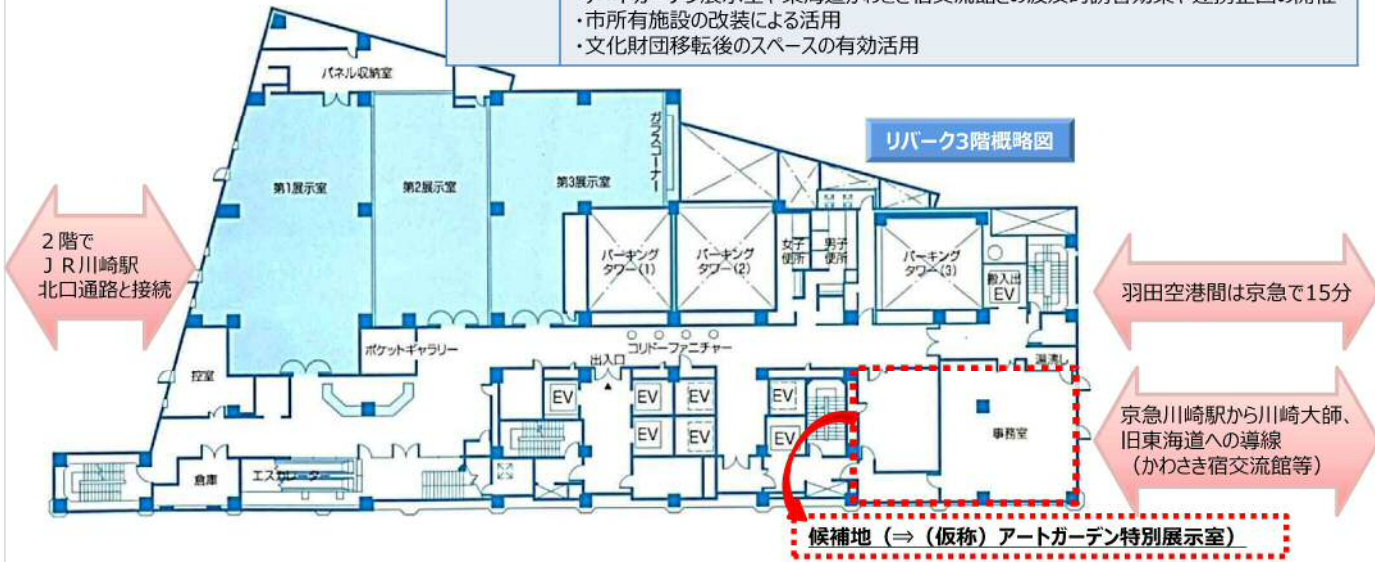 ・市所有施設の改装による活用
・文化財団移転後のスペースの有効活用
パネル収納室
リバーク3階概略図
ガラスコーナー
第1展示室
第2展示室
第3展示室
２階で
ＪＲ川崎駅
北口通路と接続
パーキング
タワー(1)
パーキング
タワー(2)
女子
便所
男子
便所
パーキング
タワー(3)
搬入出
EV
羽田空港間は京急で15分
ポケットギャラリー
コリドーファニチャー
出入口
湯沸し
控室
EV
EV
EV
EV
EV
EV
EV
事務室
京急川崎駅から川崎大師、
旧東海道への導線
（かわさき宿交流館等）
倉庫
エスカレーター
候補地（⇒（仮称）アートガーデン特別展示室）